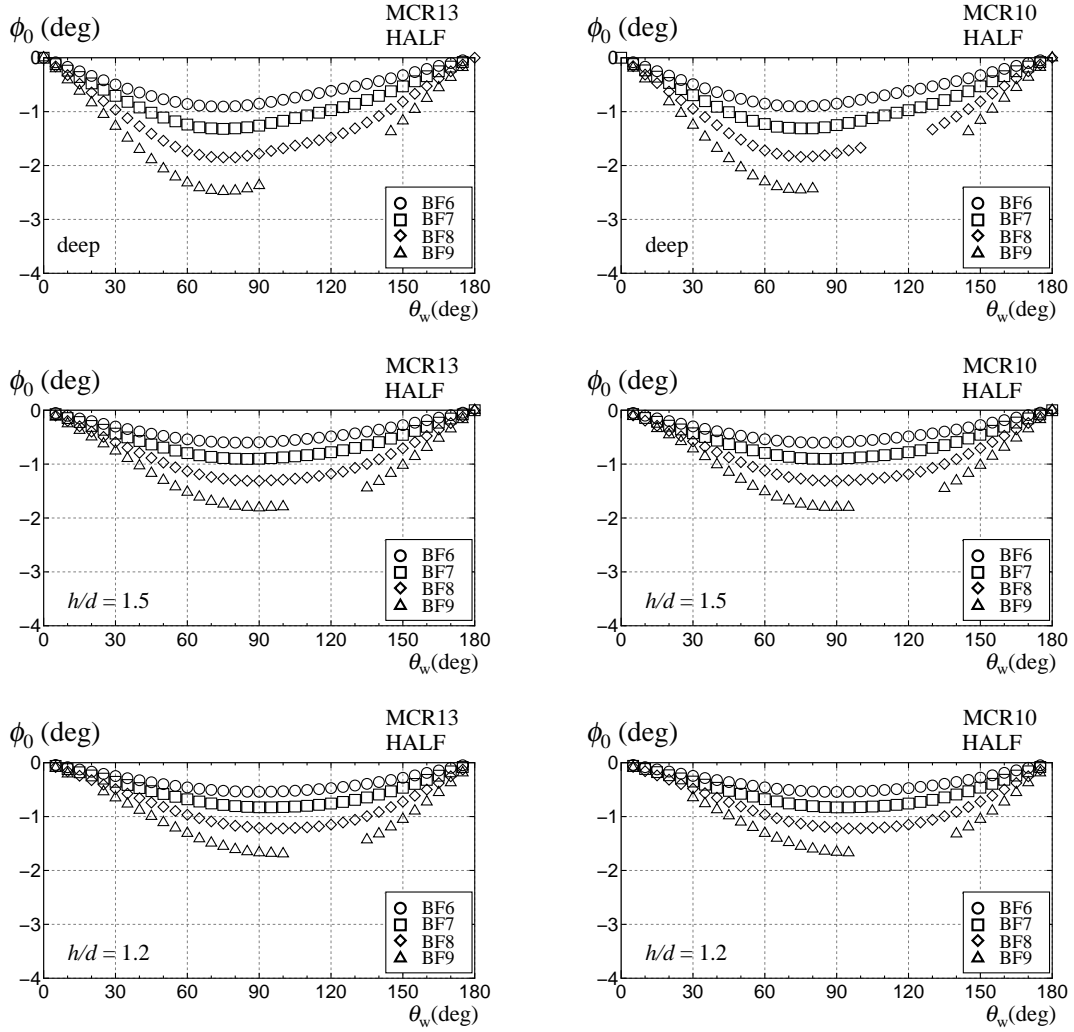 MCR13
HALF
ϕ0 (deg)
0
−1
−2
−3
−4
BF6
BF7
BF8
BF9
deep
0 30 60 90 120 150 180
θw(deg)
MCR10
HALF
ϕ0 (deg)
0
−1
−2
−3
−4
BF6
BF7
BF8
BF9
deep
0 30 60 90 120 150 180
θw(deg)
MCR13
HALF
ϕ0 (deg)
0
−1
−2
−3
−4
BF6
BF7
BF8
BF9
h/d = 1.5
0 30 60 90 120 150 180
θw(deg)
MCR10
HALF
ϕ0 (deg)
0
−1
−2
−3
−4
BF6
BF7
BF8
BF9
h/d = 1.5
0 30 60 90 120 150 180
θw(deg)
MCR13
HALF
ϕ0 (deg)
0
−1
−2
−3
−4
BF6
BF7
BF8
BF9
h/d = 1.2
0 30 60 90 120 150 180
θw(deg)
MCR10
HALF
ϕ0 (deg)
0
−1
−2
−3
−4
BF6
BF7
BF8
BF9
h/d = 1.2
0 30 60 90 120 150 180
θw(deg)